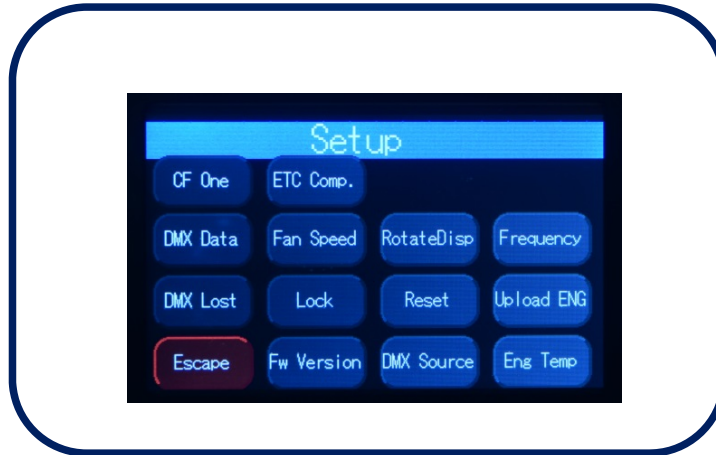 Setup
CF One ETC Comp.
DMX Data Fan Speed RotateDisp Frequency
DMX Lost Lock Reset Upload ENG
Escape Fw Version DMX Source Eng Temp